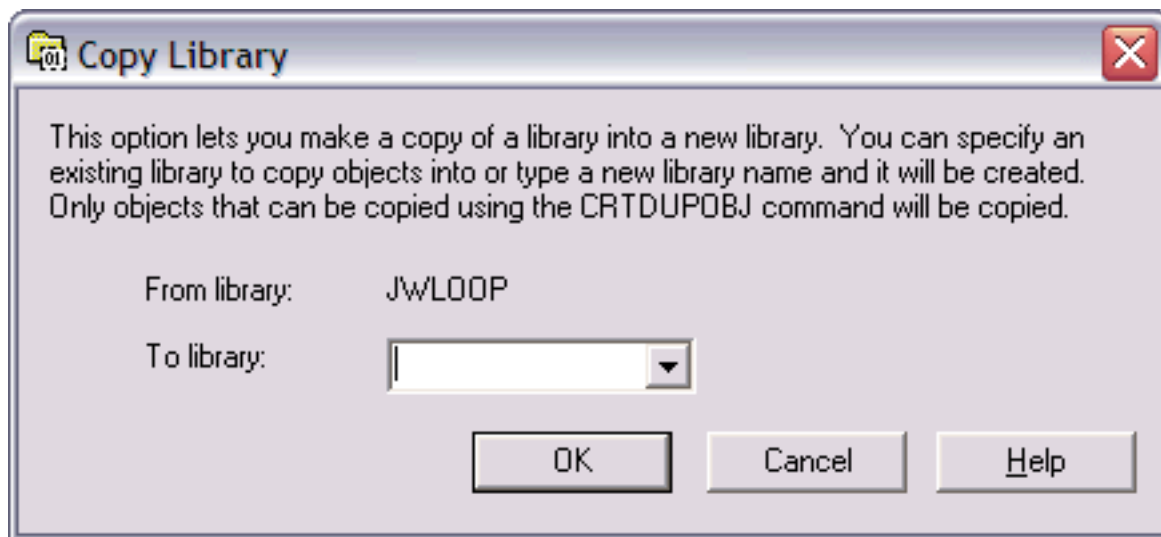 Copy Library
This option lets you make a copy of a library into a new library.  You can specify an
existing library to copy objects into or type a new library name and it will be created.
Only objects that can be copied using the CRTDUPOBJ command will be copied.
From library: JWLOOP
To library:
OK Cancel Help